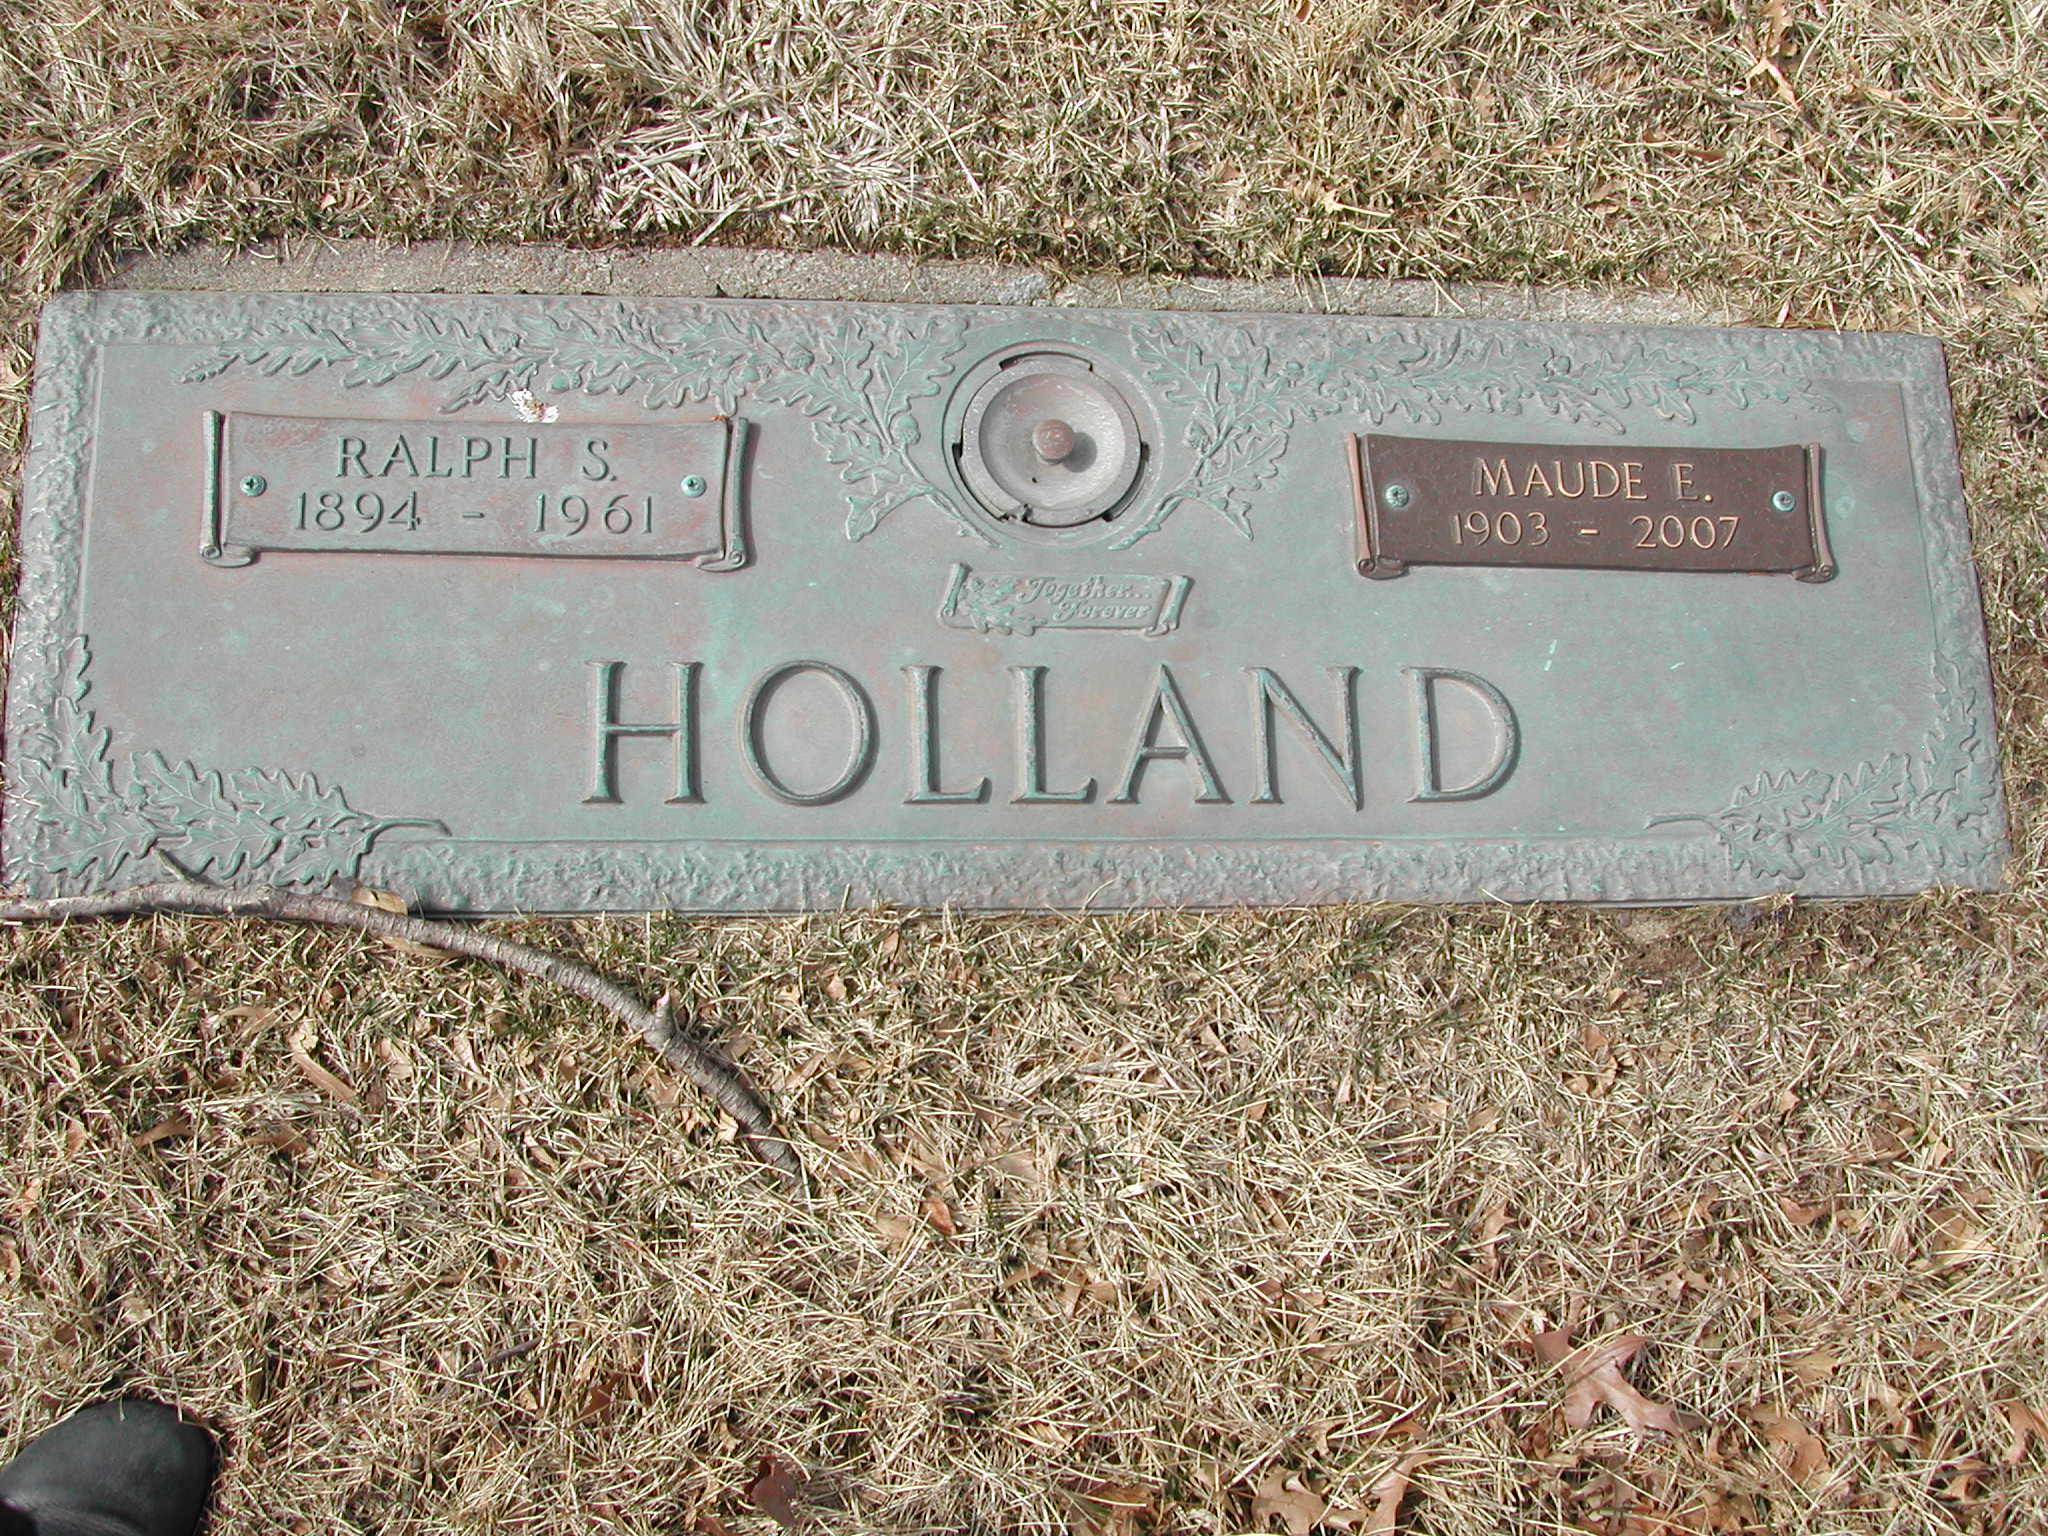 RALPH S.
1894 - 1961
MAUDE E.
1903 - 2007
Together...
Forever
HOLLAND